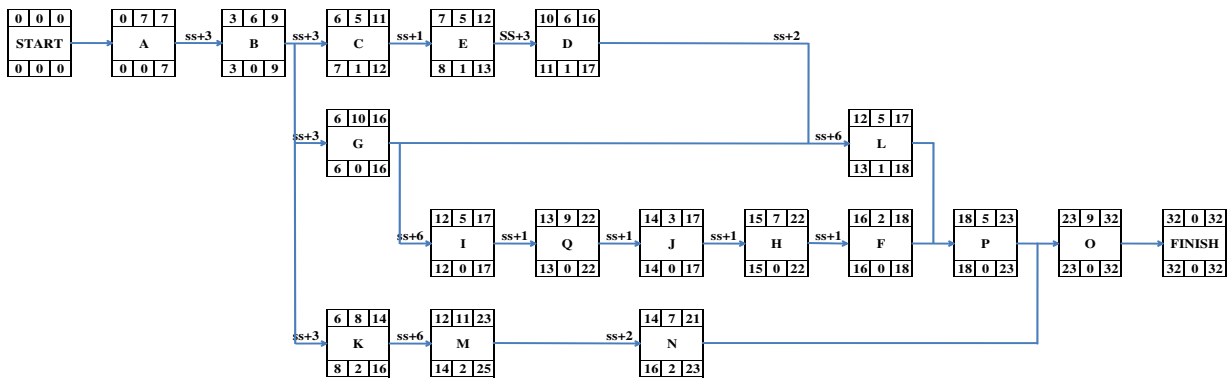 0 0 0
START
0 0 0
0 7 7
A
0 0 7
ss+3
3 6 9
B
3 0 9
ss+3
6 5 11
C
7 1 12
ss+1
7 5 12
E
8 1 13
SS+3
10 6 16
D
11 1 17
ss+2
ss+3
6 10 16
G
6 0 16
ss+6
12 5 17
L
13 1 18
ss+6
12 5 17
I
12 0 17
ss+1
13 9 22
Q
13 0 22
ss+1
14 3 17
J
14 0 17
ss+1
15 7 22
H
15 0 22
ss+1
16 2 18
F
16 0 18
18 5 23
P
18 0 23
23 9 32
O
23 0 32
32 0 32
FINISH
32 0 32
ss+3
6 8 14
K
8 2 16
ss+6
12 11 23
M
14 2 25
ss+2
14 7 21
N
16 2 23